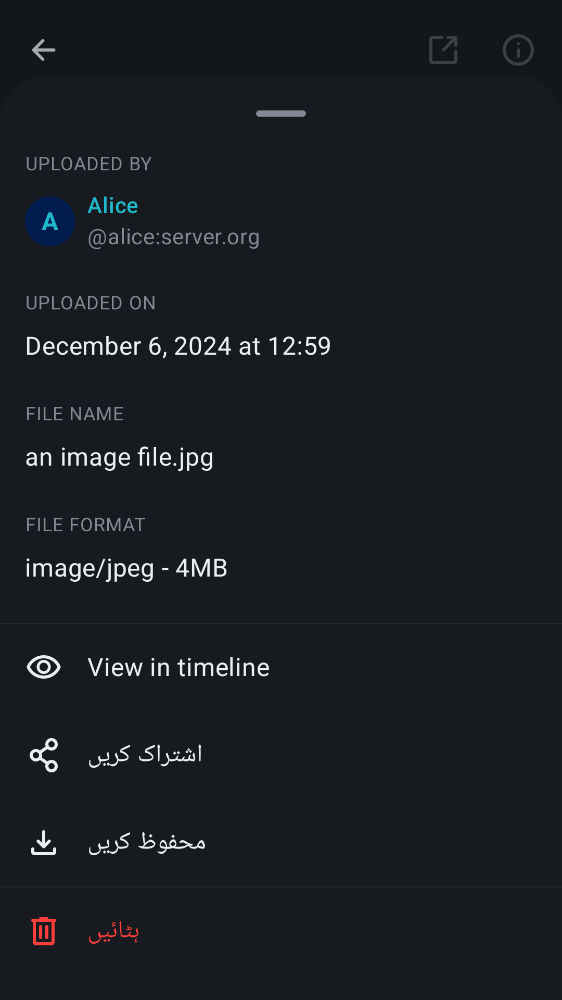 UPLOADED BY
A
Alice
@alice:server.org
UPLOADED ON
December 6, 2024 at 12:59
FILE NAME
an image file.jpg
FILE FORMAT
image/jpeg - 4MB
View in timeline
اشتراک کریں
محفوظ کریں
ہٹائیں